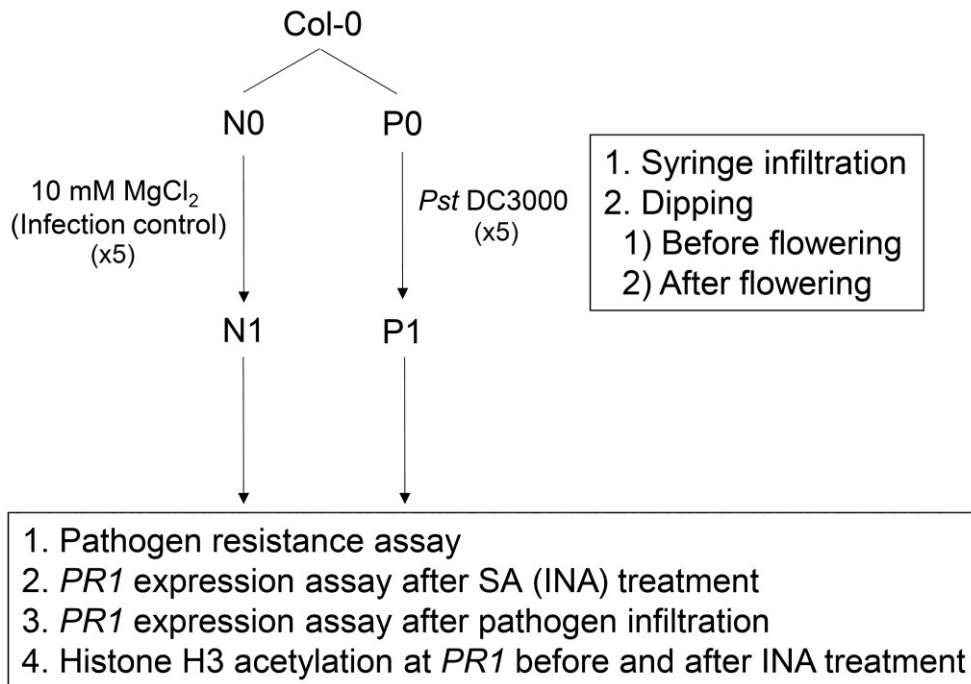 Col-0
N0
P0
10 mM MgCl₂
(Infection control)
(x5)
Pst DC3000
(x5)
1. Syringe infiltration
2. Dipping
1) Before flowering
2) After flowering
N1
P1
1. Pathogen resistance assay
2. PR1 expression assay after SA (INA) treatment
3. PR1 expression assay after pathogen infiltration
4. Histone H3 acetylation at PR1 before and after INA treatment